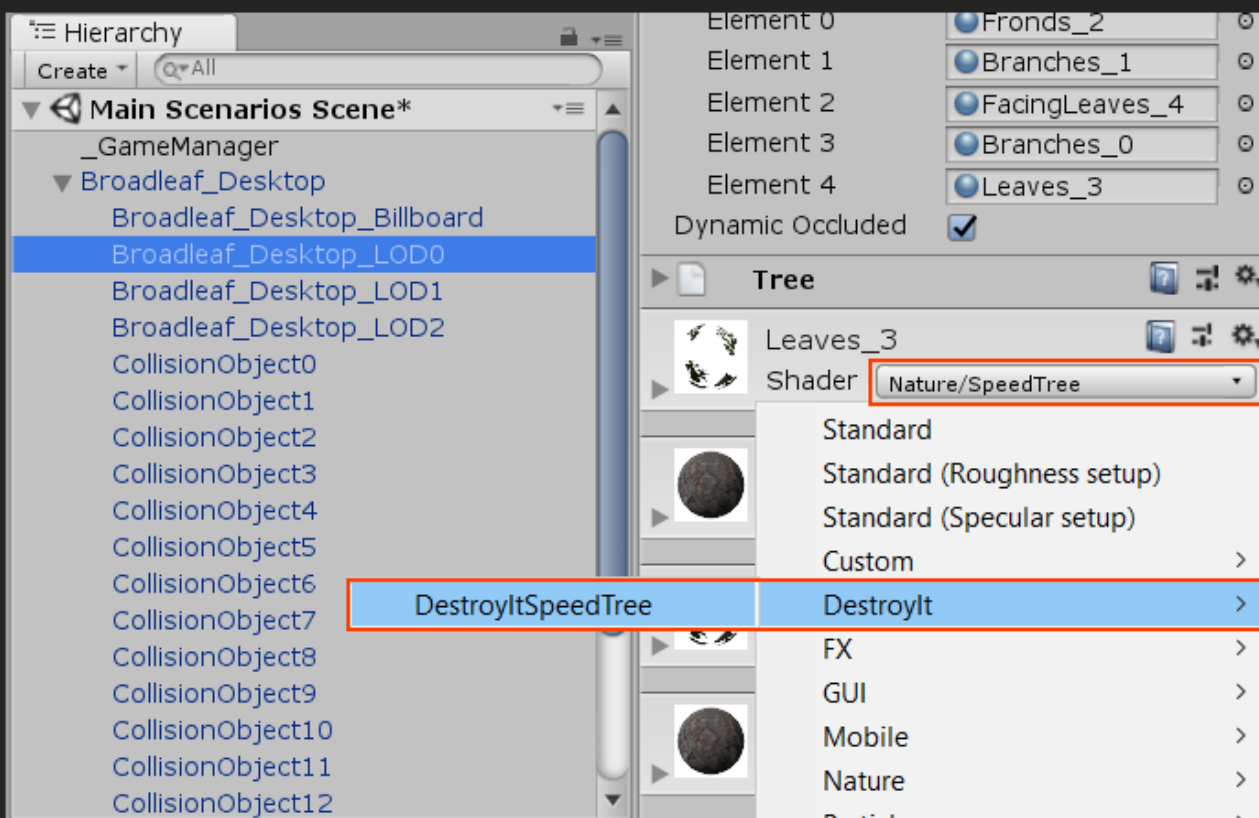 Hierarchy
Create
All
Main Scenarios Scene*
_GameManager
Broadleaf_Desktop
Broadleaf_Desktop_Billboard
Broadleaf_Desktop_LOD0
Broadleaf_Desktop_LOD1
Broadleaf_Desktop_LOD2
CollisionObject0
CollisionObject1
CollisionObject2
CollisionObject3
CollisionObject4
CollisionObject5
CollisionObject6
CollisionObject7
CollisionObject8
CollisionObject9
CollisionObject10
CollisionObject11
CollisionObject12
Element 0 Fronds_2
Element 1 Branches_1
Element 2 FacingLeaves_4
Element 3 Branches_0
Element 4 Leaves_3
Dynamic Occluded
Tree
Leaves_3
Shader Nature/SpeedTree
Standard
Standard (Roughness setup)
Standard (Specular setup)
Custom
DestroyItSpeedTree DestroyIt
FX
GUI
Mobile
Nature